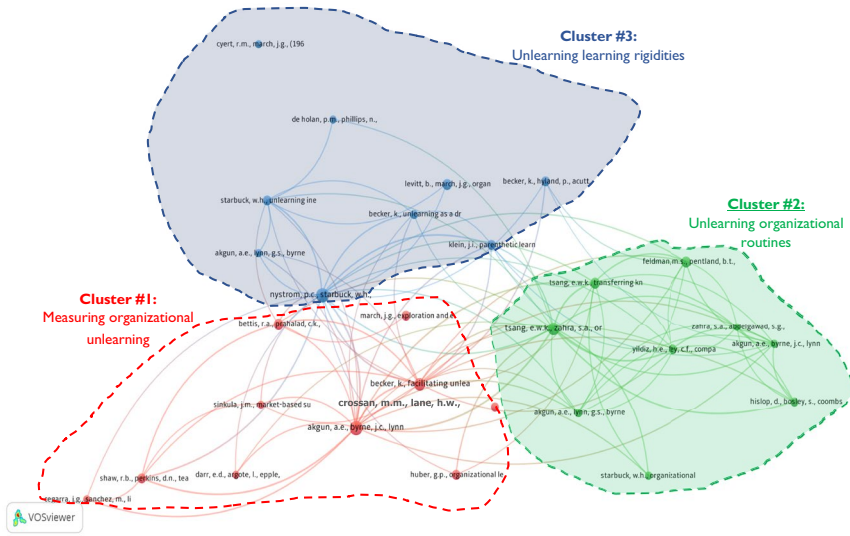 Cluster #3:
Unlearning learning rigidities
cyert, r.m., march, j.g., (196
de holan, p.m., phillips, n.,
levitt, b., march, j.g., organ
becker, k., hyland, p., acutt
starbuck, w.h., unlearning ine
becker, k., unlearning as a dr
akgun, a.e., lynn, g.s., byrne
klein, j.i., parenthetic learn
nystrom, p.c., starbuck, w.h.,
Cluster #2:
Unlearning organizational
routines
feldman, m.s., pentland, b.t.,
tsang, e.w.k., transferring kn
tsang, e.w.k., zahra, s.a., or
zahra, s.a., abdelgawad, s.g.,
akgun, a.e., byrne, j.c., lynn
yildiz, h.e., fey, c.f., compa
hislop, d., bosley, s., coombs
akgun, a.e., lynn, g.s., byrne
starbuck, w.h., organizational
Cluster #1:
Measuring organizational
unlearning
march, j.g., exploration and e
bettis, r.a., prahalad, c.k.,
becker, k., facilitating unlea
sinkula, j.m., market-based su
crossan, m.m., lane, h.w.,
akgun, a.e., byrne, j.c., lynn
shaw, r.b., perkins, d.n., tea
darr, e.d., argote, l., epple,
huber, g.p., organizational le
cegarra, j.g., sanchez, m., li
VOSviewer